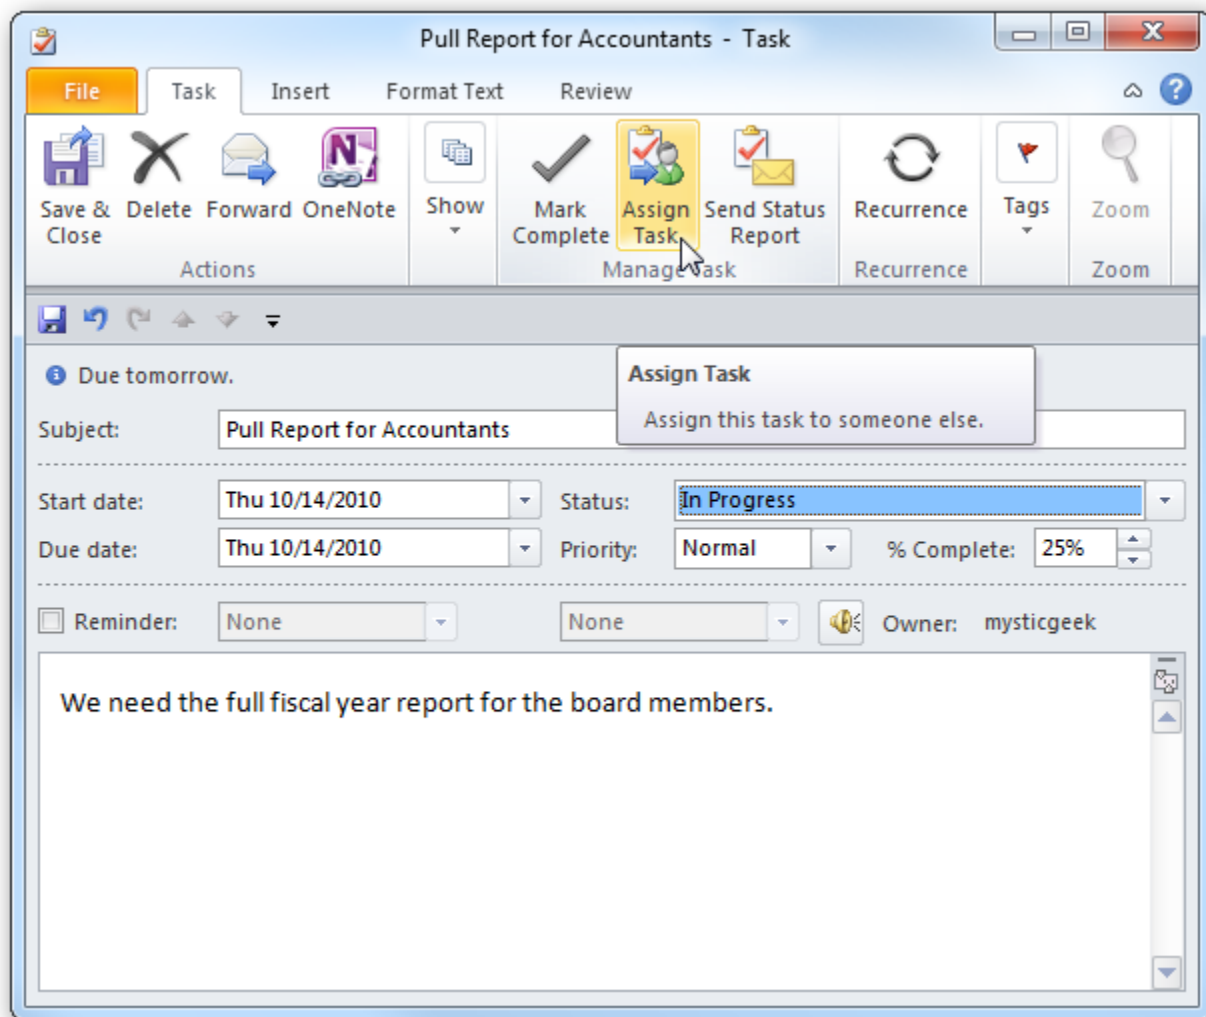 Pull Report for Accountants - Task
File Task Insert Format Text Review
Save & Close Delete Forward OneNote Show Mark Complete Assign Task Send Status Report Recurrence Tags Zoom
Actions Manage Task Recurrence Zoom
Due tomorrow.
Assign Task
Assign this task to someone else.
Subject: Pull Report for Accountants
Start date: Thu 10/14/2010 Status: In Progress
Due date: Thu 10/14/2010 Priority: Normal % Complete: 25%
Reminder: None None Owner: mysticgeek
We need the full fiscal year report for the board members.